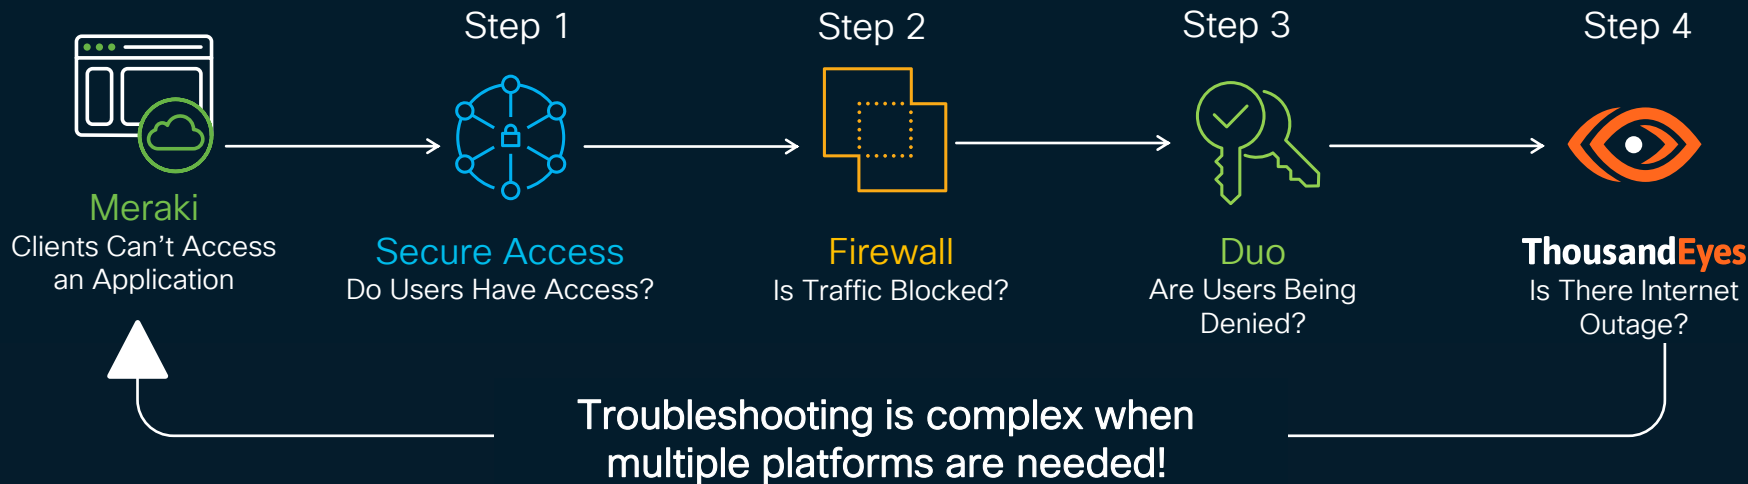 Step 1
Step 2
Step 3
Step 4
Meraki
Clients Can't Access
an Application
Secure Access
Do Users Have Access?
Firewall
Is Traffic Blocked?
Duo
Are Users Being
Denied?
ThousandEyes
Is There Internet
Outage?
Troubleshooting is complex when
multiple platforms are needed!